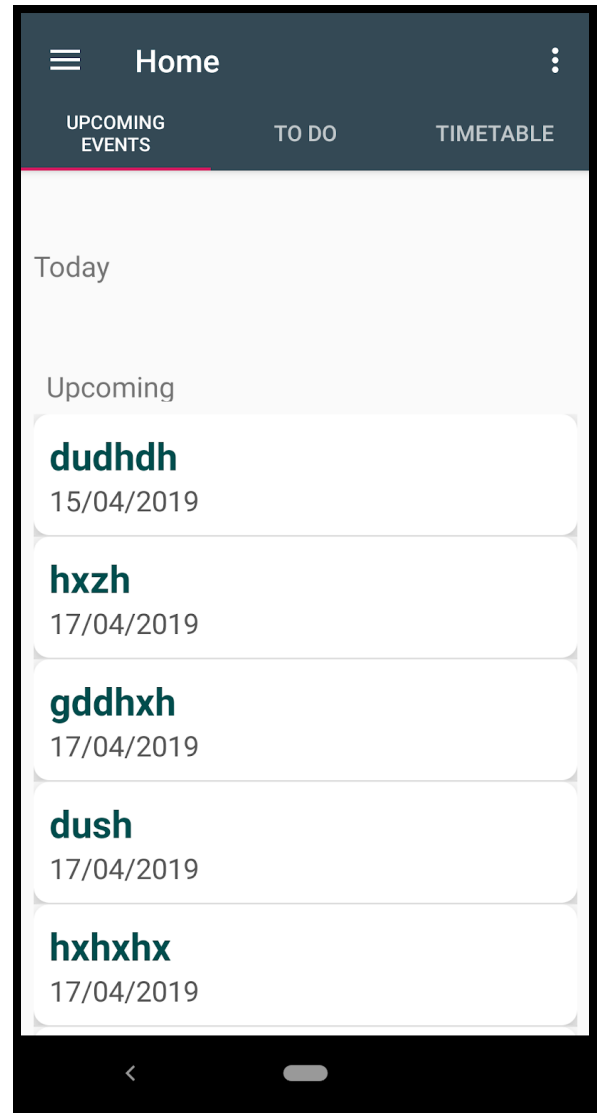 Home
UPCOMING
EVENTS
TO DO
TIMETABLE
Today
Upcoming
dudhdh
15/04/2019
hxzh
17/04/2019
gddhxh
17/04/2019
dush
17/04/2019
hxhxhx
17/04/2019